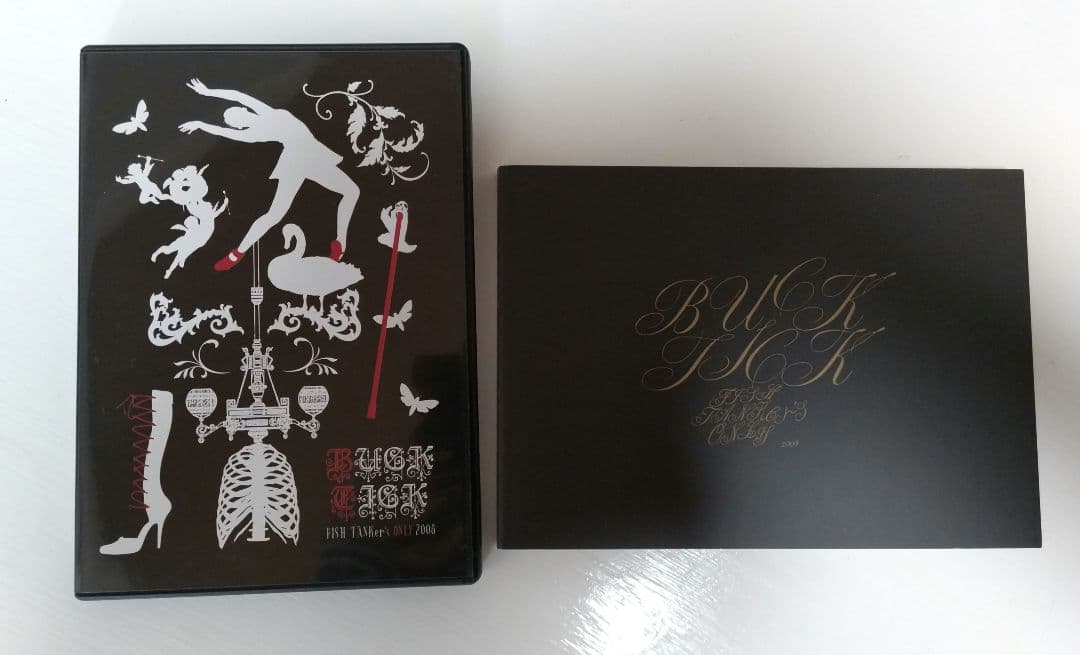 BUCK
TICK
FISH TANKer's ONLY 2008
BUCK
TICK
FISH
TANKer's
ONLY
2008